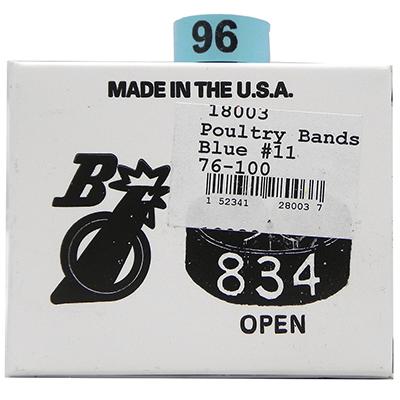 96
MADE IN THE U.S.A.
18003
Poultry Bands
Blue #11
76-100
1 52341 28003 7
B
834
OPEN